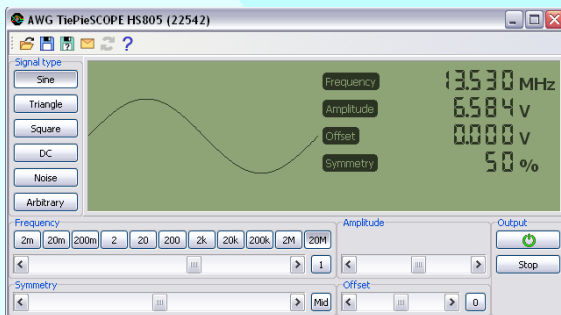 AWG TiePieSCOPE HS805 (22542)
Signal type
Sine
Triangle
Square
DC
Noise
Arbitrary
Frequency 13.530 MHz
Amplitude 6.584 V
Offset 0.000 V
Symmetry 50 %
Frequency
2m 20m 200m 2 20 200 2k 20k 200k 2M 20M
1
Amplitude
Output
Stop
Symmetry
Mid
Offset
0